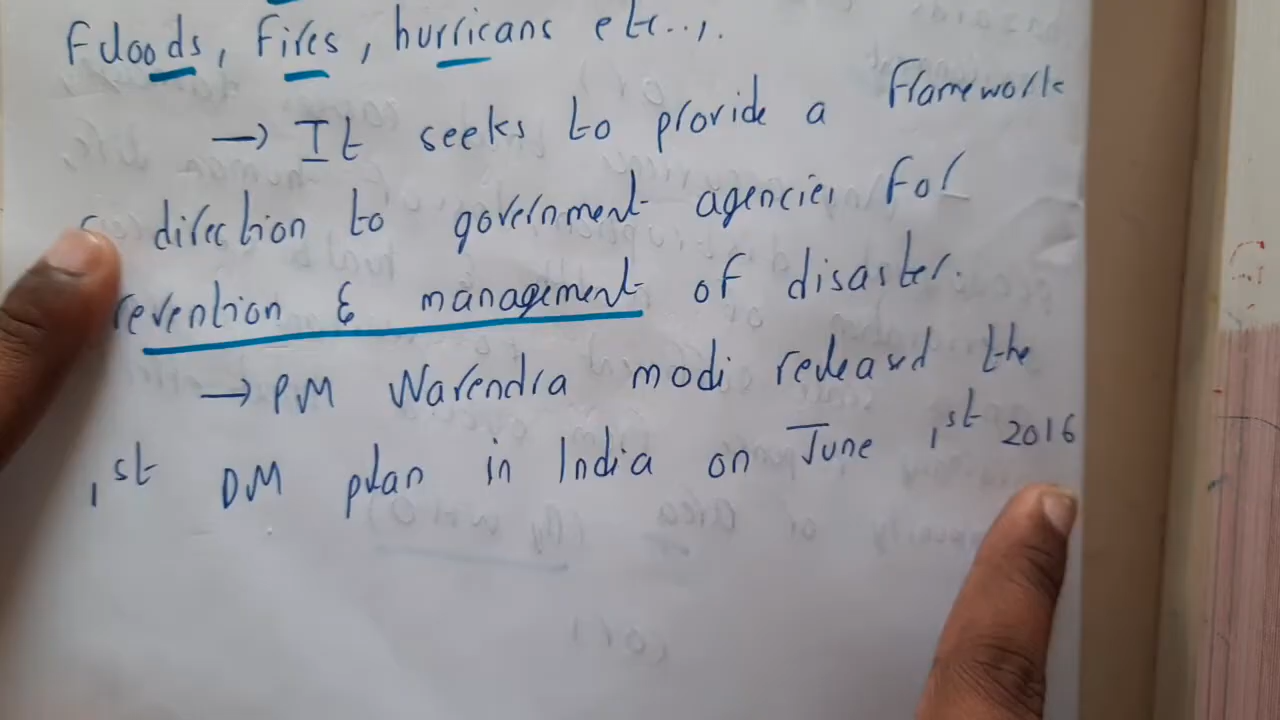 Floods, Fires, hurricans etc..,.
→ It seeks to provide a Framework
direction to government agencies For
revention & management of disaster.
→ PM Narendra modi released the
1st DM plan in India on June 1st 2016